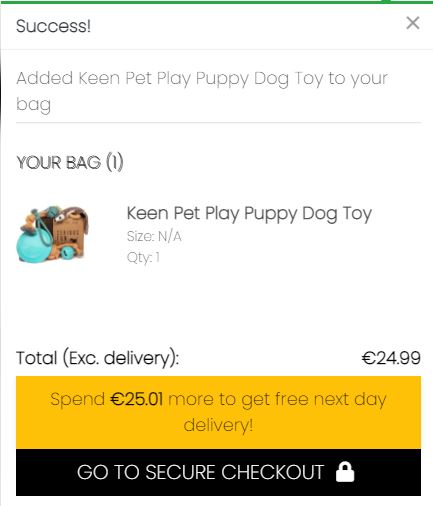 Success!
Added Keen Pet Play Puppy Dog Toy to your
bag
YOUR BAG (1)
Keen Pet Play Puppy Dog Toy
Size: N/A
Qty: 1
Total (Exc. delivery): €24.99
Spend €25.01 more to get free next day
delivery!
GO TO SECURE CHECKOUT